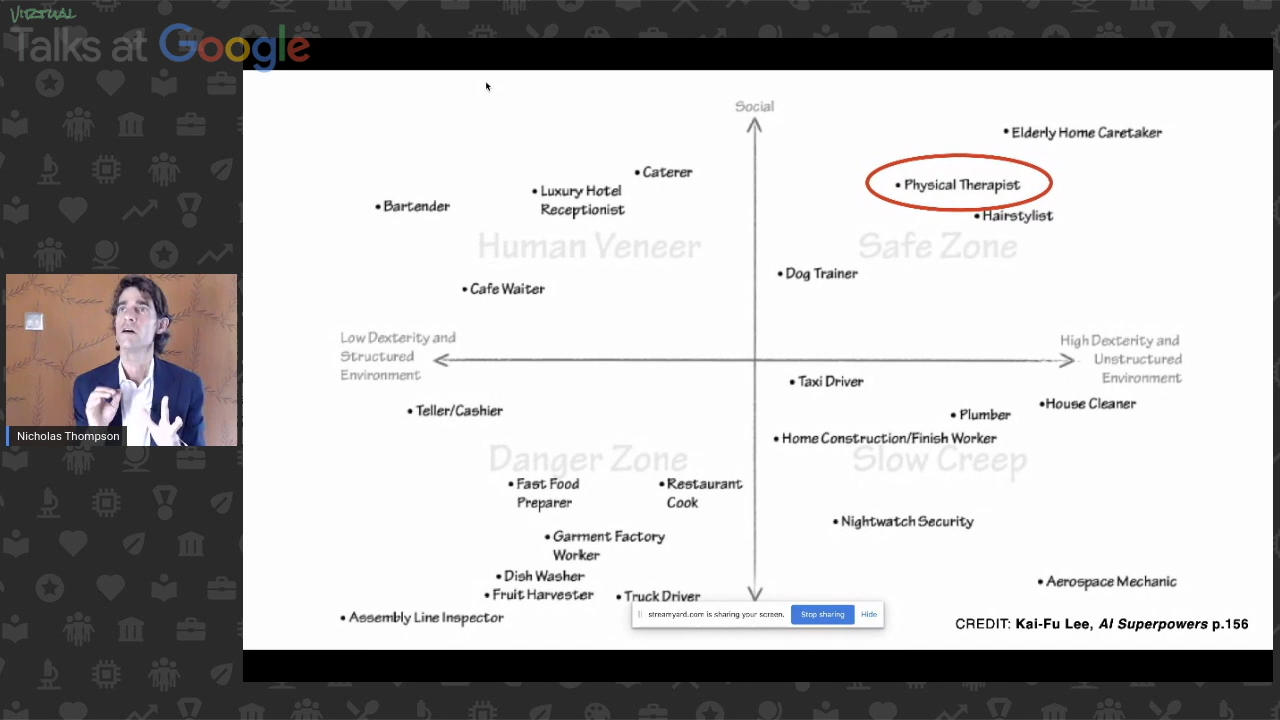 VIRTUAL
Talks at Google
Social
• Elderly Home Caretaker
• Caterer
• Physical Therapist
• Luxury Hotel
Receptionist
• Bartender
• Hairstylist
Human Veneer
Safe Zone
• Dog Trainer
• Cafe Waiter
Low Dexterity and
Structured
Environment
High Dexterity and
Unstructured
Environment
• Taxi Driver
• House Cleaner
• Teller/Cashier
• Plumber
Nicholas Thompson
• Home Construction/Finish Worker
Danger Zone
Slow Creep
• Fast Food
Preparer
• Restaurant
Cook
• Nightwatch Security
• Garment Factory
Worker
• Dish Washer
• Aerospace Mechanic
• Fruit Harvester
• Truck Driver
• Assembly Line Inspector
streamyard.com is sharing your screen.
Stop sharing
Hide
CREDIT: Kai-Fu Lee, AI Superpowers p.156